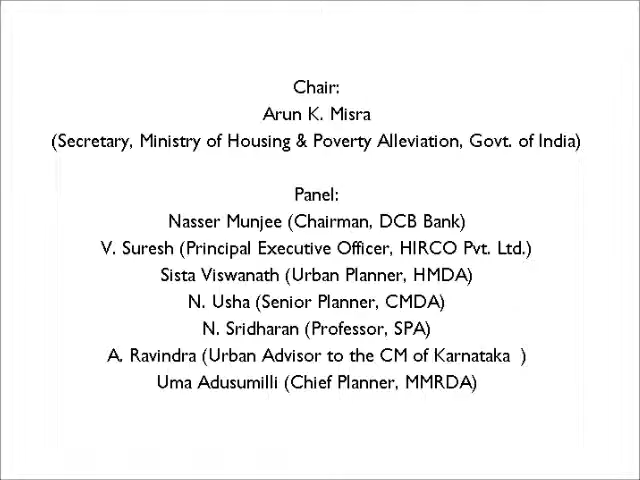 Chair:
Arun K. Misra
(Secretary, Ministry of Housing & Poverty Alleviation, Govt. of India)
Panel:
Nasser Munjee (Chairman, DCB Bank)
V. Suresh (Principal Executive Officer, HIRCO Pvt. Ltd.)
Sista Viswanath (Urban Planner, HMDA)
N. Usha (Senior Planner, CMDA)
N. Sridharan (Professor, SPA)
A. Ravindra (Urban Advisor to the CM of Karnataka )
Uma Adusumilli (Chief Planner, MMRDA)